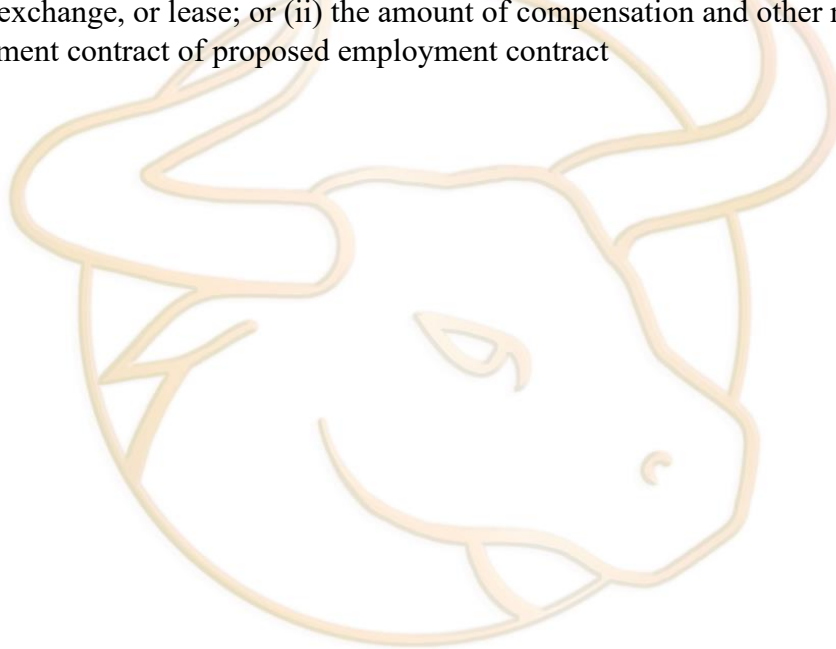 exchange, or lease; or (ii) the amount of compensation and other
ment contract of proposed employment contract